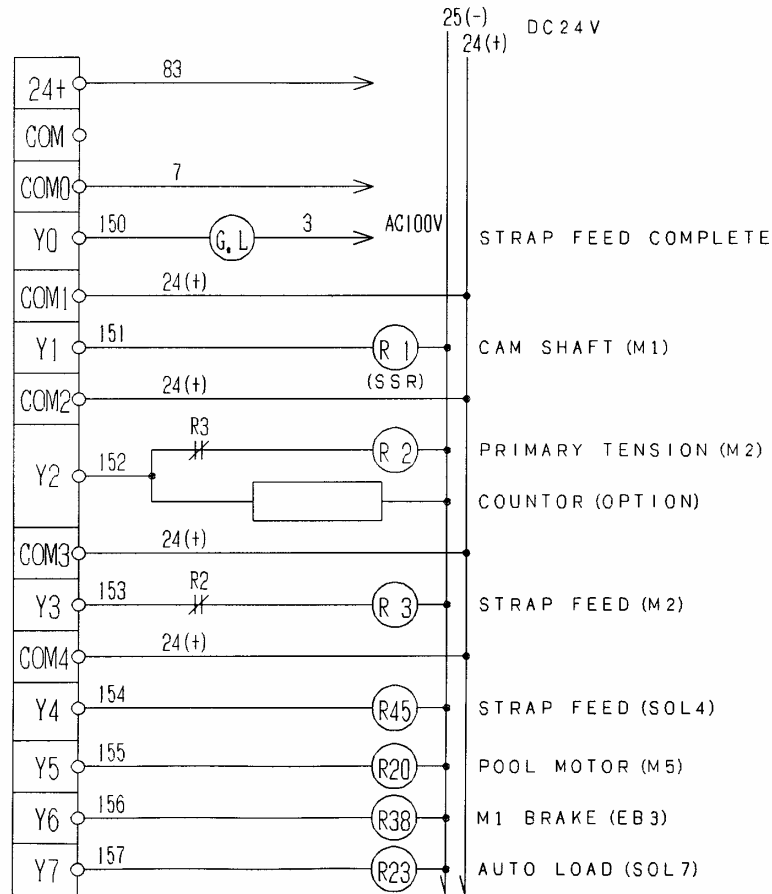 25(-) DC24V
24(+)
24+ 83
COM
COM0 7
Y0 150 G.L 3 AC100V STRAP FEED COMPLETE
COM1 24(+)
Y1 151 R 1 CAM SHAFT (M1)
(SSR)
COM2 24(+)
R3
Y2 152 R 2 PRIMARY TENSION (M2)
COUNTOR (OPTION)
COM3 24(+)
R2
Y3 153 R 3 STRAP FEED (M2)
COM4 24(+)
Y4 154 R45 STRAP FEED (SOL4)
Y5 155 R20 POOL MOTOR (M5)
Y6 156 R38 M1 BRAKE (EB3)
Y7 157 R23 AUTO LOAD (SOL7)